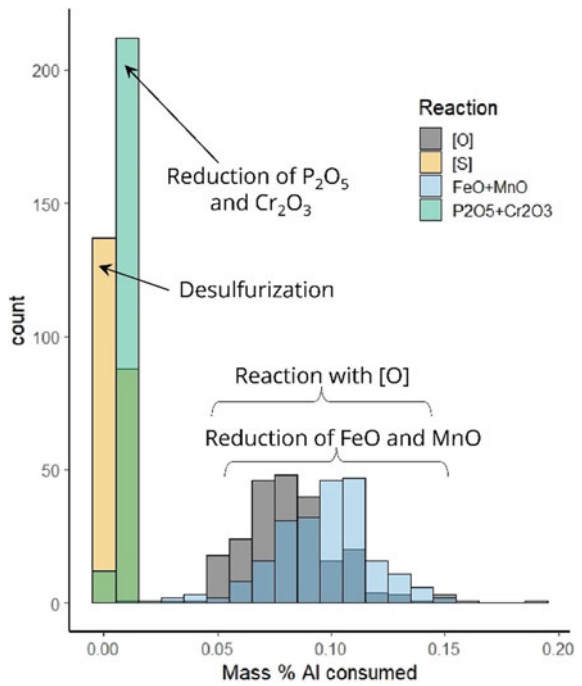 200
150
100
50
0
count
Reduction of P₂O₅
and Cr₂O₃
Desulfurization
Reaction
[O]
[S]
FeO+MnO
P2O5+Cr2O3
Reaction with [O]
Reduction of FeO and MnO
0.00 0.05 0.10 0.15 0.20
Mass % Al consumed